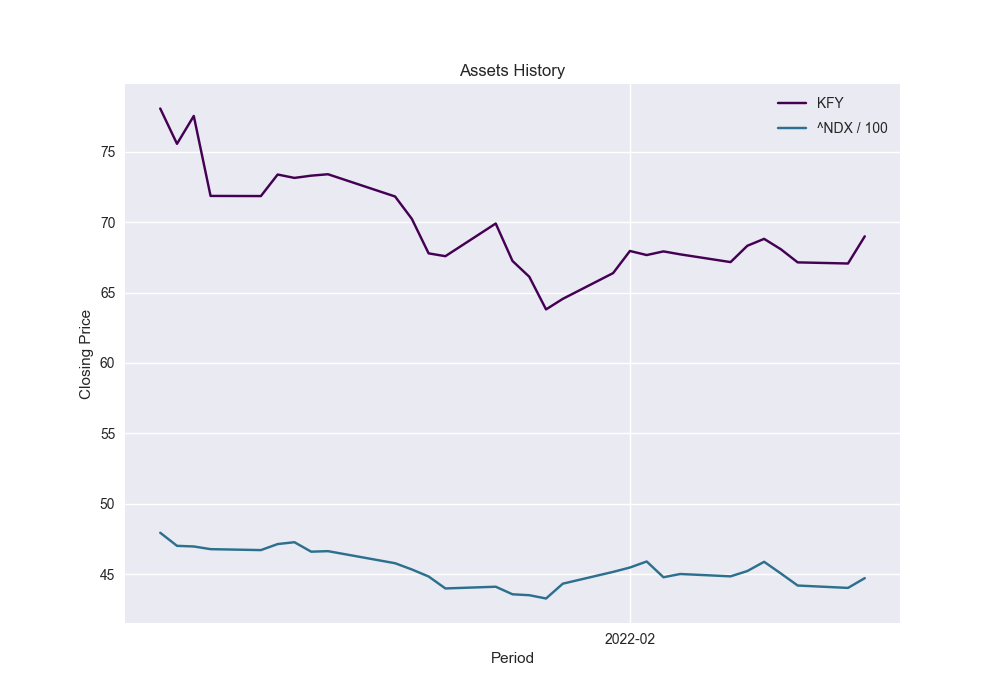 Assets History
KFY
^NDX / 100
75
70
65
60
55
50
45
Closing Price
2022-02
Period